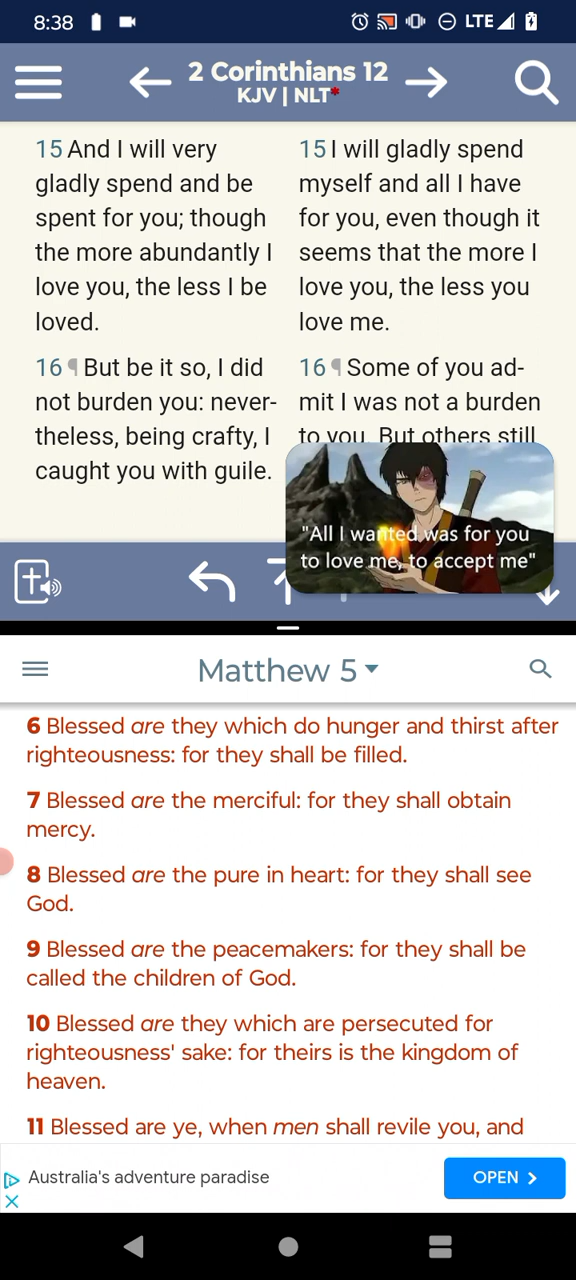 8:38
LTE
2 Corinthians 12
KJV | NLT*
15 And I will very
gladly spend and be
spent for you; though
the more abundantly I
love you, the less I be
loved.
16 ¶ But be it so, I did
not burden you: never-
theless, being crafty, I
caught you with guile.
15 I will gladly spend
myself and all I have
for you, even though it
seems that the more I
love you, the less you
love me.
16 ¶ Some of you ad-
mit I was not a burden
to you. But others still
"All I wanted was for you
to love me, to accept me"
Matthew 5
6 Blessed are they which do hunger and thirst after
righteousness: for they shall be filled.
7 Blessed are the merciful: for they shall obtain
mercy.
8 Blessed are the pure in heart: for they shall see
God.
9 Blessed are the peacemakers: for they shall be
called the children of God.
10 Blessed are they which are persecuted for
righteousness' sake: for theirs is the kingdom of
heaven.
11 Blessed are ye, when men shall revile you, and
Australia's adventure paradise
OPEN